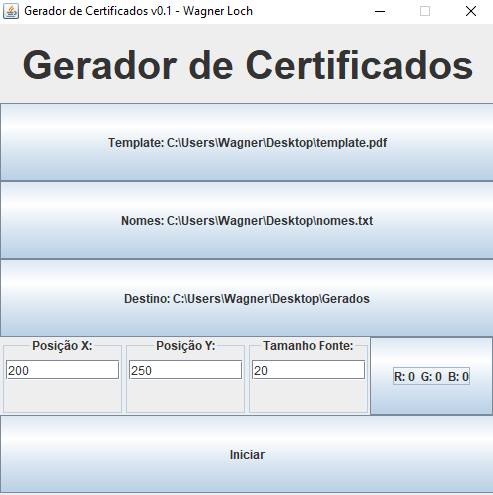 Gerador de Certificados v0.1 - Wagner Loch
Gerador de Certificados
Template: C:\Users\Wagner\Desktop\template.pdf
Nomes: C:\Users\Wagner\Desktop\nomes.txt
Destino: C:\Users\Wagner\Desktop\Gerados
Posição X: Posição Y: Tamanho Fonte:
200 250 20 R: 0 G: 0 B: 0
Iniciar